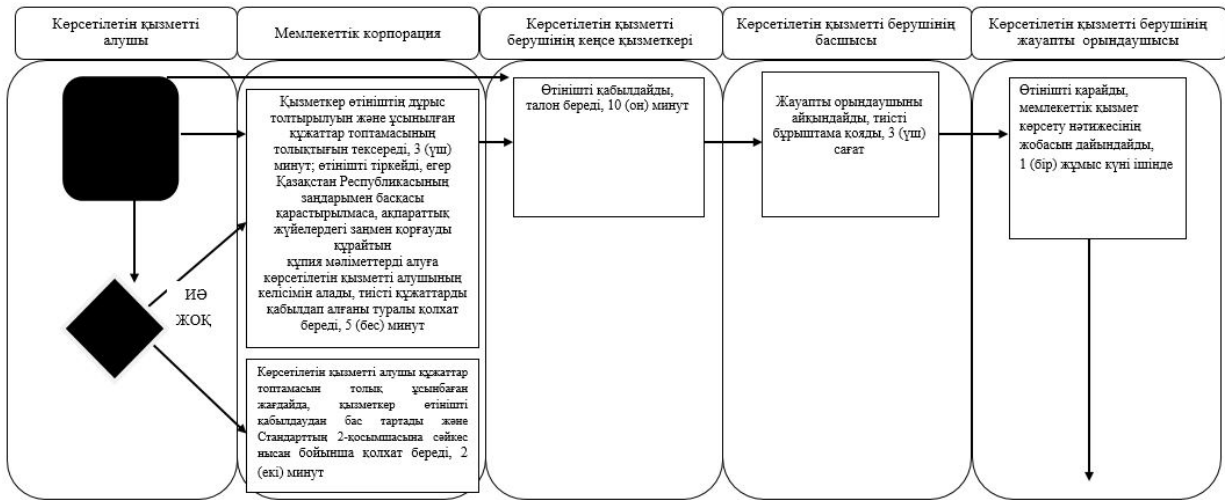 Көрсетілетін қызметті
алушы
Мемлекеттік корпорация
Көрсетілетін қызметті
берушінің кеңсе қызметкері
Көрсетілетін қызметті берушінің
басшысы
Көрсетілетін қызметті берушінің
жауапты орындаушысы
Қызметкер өтініштің дұрыс
толтырылуын және ұсынылған
құжаттар топтамасының
толықтығын тексереді, 3 (үш)
минут; өтінішті тіркейді, егер
Қазақстан Республикасының
заңдарымен басқасы
қарастырылмаса, ақпараттық
жүйелердегі заңмен қорғауды
құрайтын
құпия мәліметтерді алуға
көрсетілетін қызметті алушының
келісімін алады, тиісті құжаттарды
қабылдап алғаны туралы қолхат
береді, 5 (бес) минут
Өтінішті қабылдайды,
талон береді, 10 (он) минут
Жауапты орындаушыны
айқындайды, тиісті
бұрыштама қояды, 3 (үш)
сағат
Өтінішті қарайды,
мемлекеттік қызмет
көрсету нәтижесінің
жобасын дайындайды,
1 (бір) жұмыс күні ішінде
ИӘ
ЖОҚ
Көрсетілетін қызметті алушы құжаттар
топтамасын толық ұсынбаған
жағдайда, қызметкер өтінішті
қабылдаудан бас тартады және
Стандарттың 2-қосымшасына сәйкес
нысан бойынша қолхат береді, 2
(екі) минут